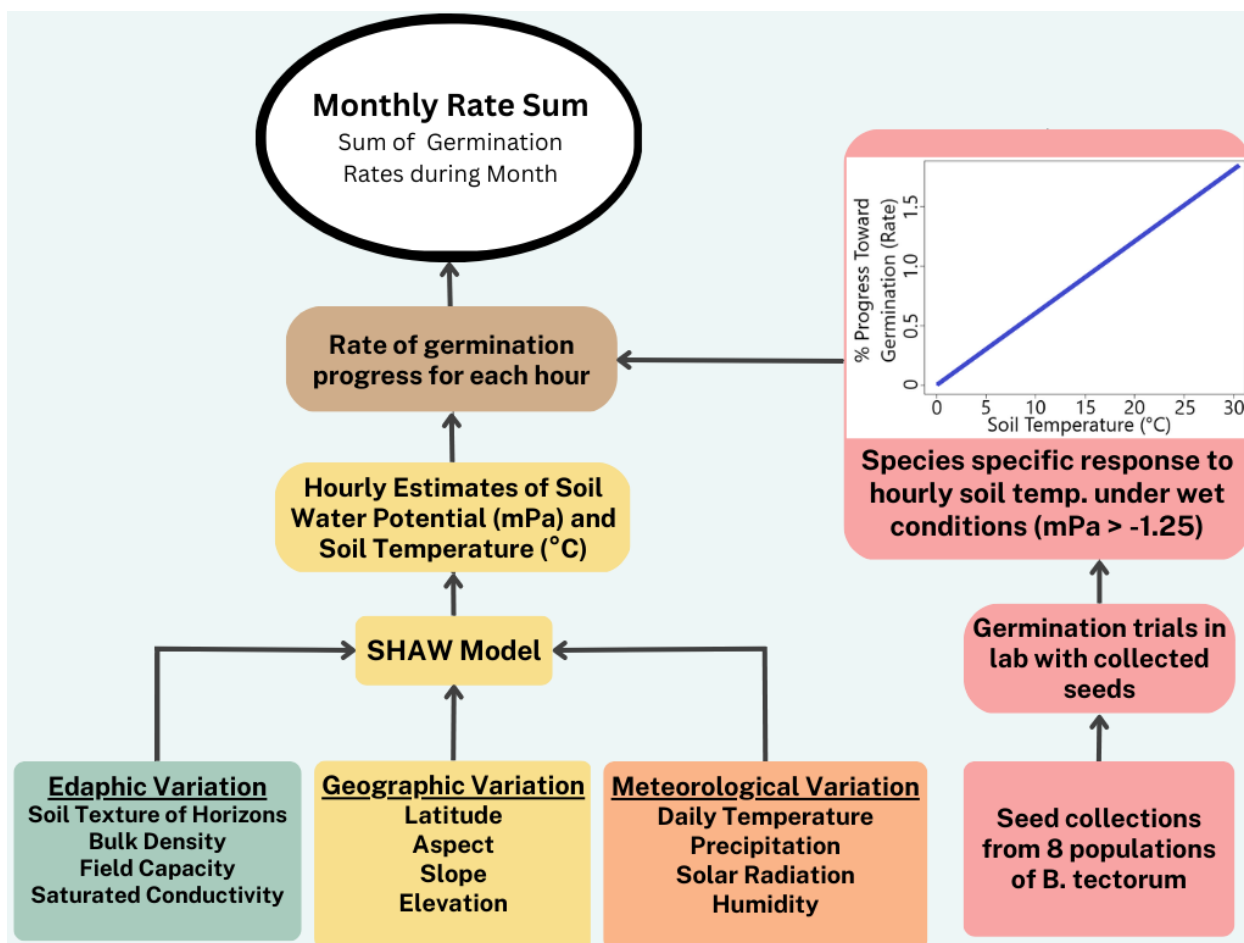 Monthly Rate Sum
Sum of  Germination
Rates during Month
Rate of germination
progress for each hour
Hourly Estimates of Soil
Water Potential (mPa) and
Soil Temperature (°C)
SHAW Model
Edaphic Variation
Soil Texture of Horizons
Bulk Density
Field Capacity
Saturated Conductivity
Geographic Variation
Latitude
Aspect
Slope
Elevation
Meteorological Variation
Daily Temperature
Precipitation
Solar Radiation
Humidity
% Progress Toward
Germination (Rate)
1.5
1.0
0.5
0
0 5 10 15 20 25 30
Soil Temperature (°C)
Species specific response to
hourly soil temp. under wet
conditions (mPa > -1.25)
Germination trials in
lab with collected
seeds
Seed collections
from 8 populations
of B. tectorum